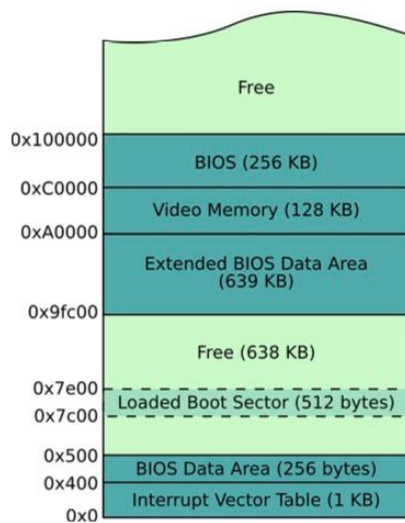 Free
0x100000
BIOS (256 KB)
0xC0000
Video Memory (128 KB)
0xA0000
Extended BIOS Data Area
(639 KB)
0x9fc00
Free (638 KB)
0x7e00
Loaded Boot Sector (512 bytes)
0x7c00
0x500
BIOS Data Area (256 bytes)
0x400
Interrupt Vector Table (1 KB)
0x0